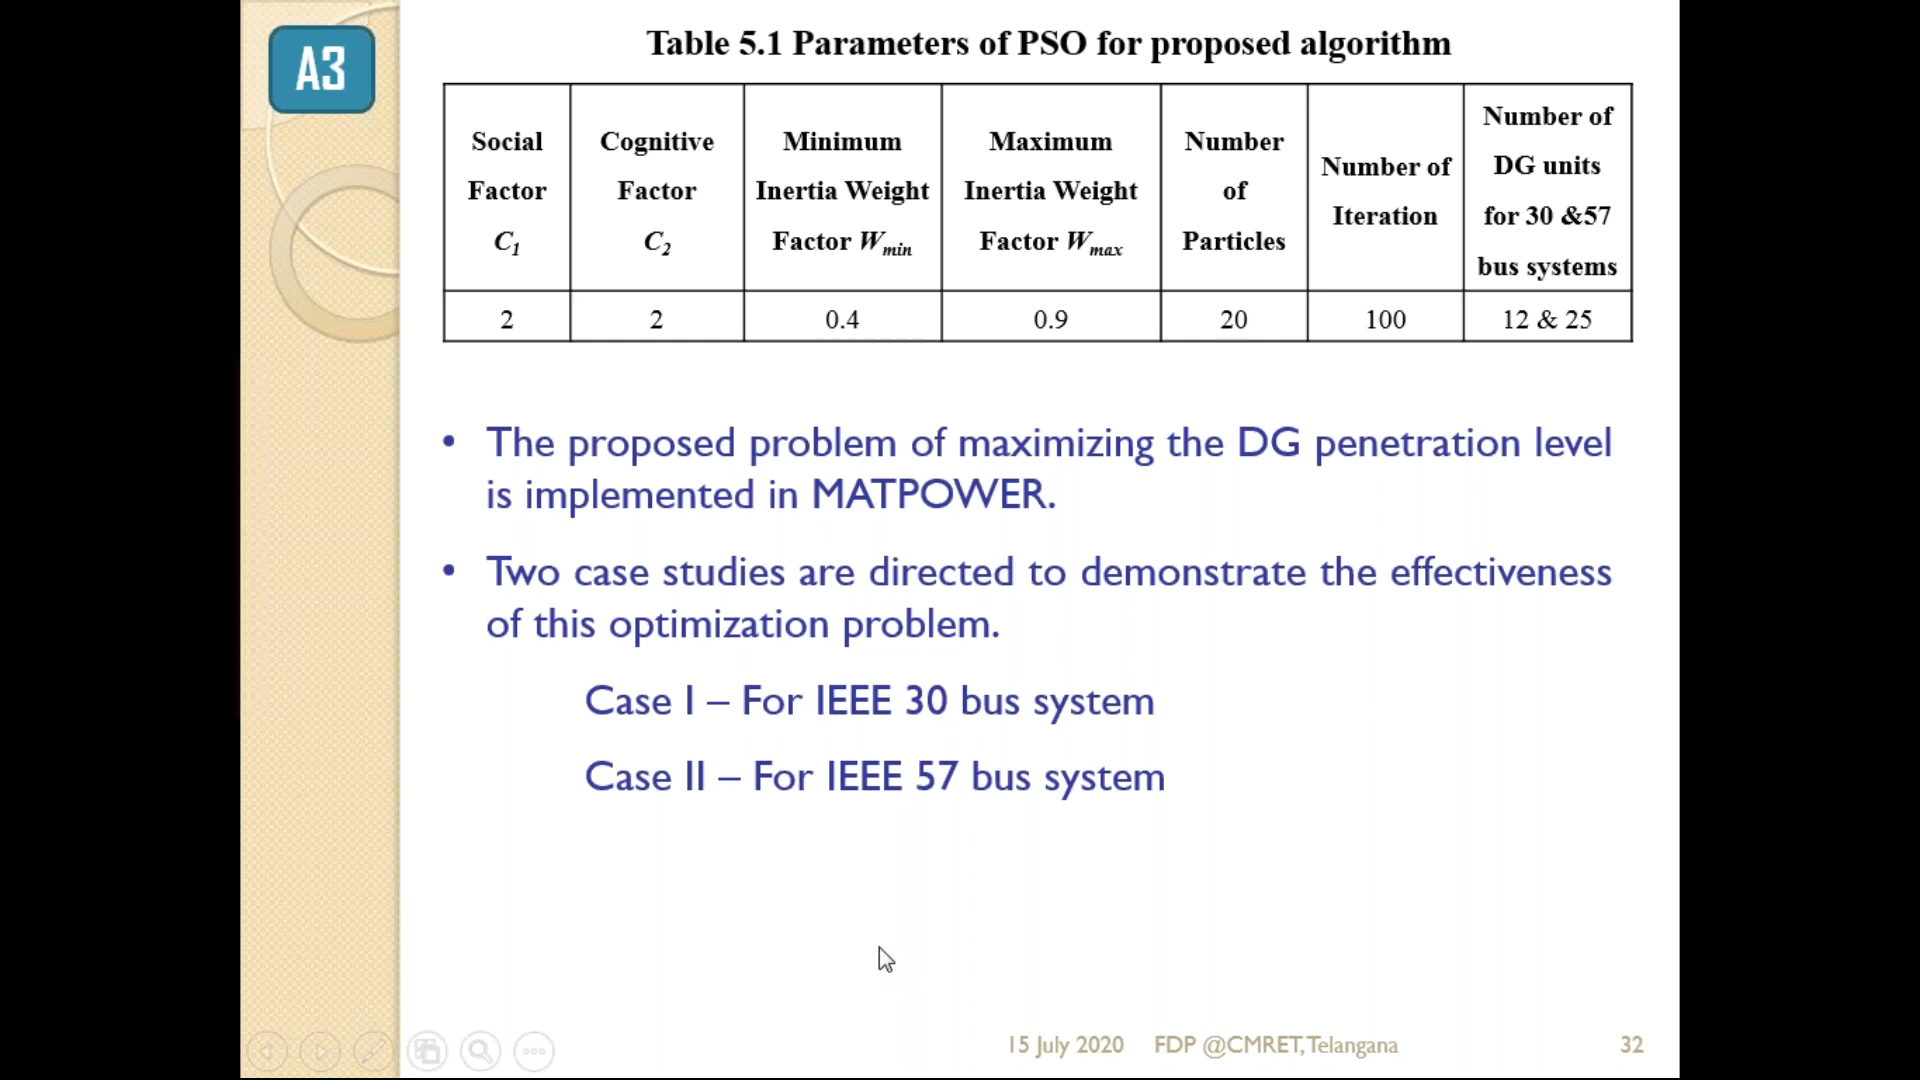 A3
Table 5.1 Parameters of PSO for proposed algorithm
Social Factor C1
Cognitive Factor C2
Minimum Inertia Weight Factor Wmin
Maximum Inertia Weight Factor Wmax
Number of Particles
Number of Iteration
Number of DG units for 30 &57 bus systems
2
2
0.4
0.9
20
100
12 & 25
• The proposed problem of maximizing the DG penetration level
is implemented in MATPOWER.
• Two case studies are directed to demonstrate the effectiveness
of this optimization problem.
Case I – For IEEE 30 bus system
Case II – For IEEE 57 bus system
15 July 2020 FDP @CMRET,Telangana 32